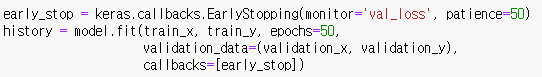 early_stop = keras.callbacks.EarlyStopping(monitor='val_loss', patience=50)
history = model.fit(train_x, train_y, epochs=50,
validation_data=(validation_x, validation_y),
callbacks=[early_stop])